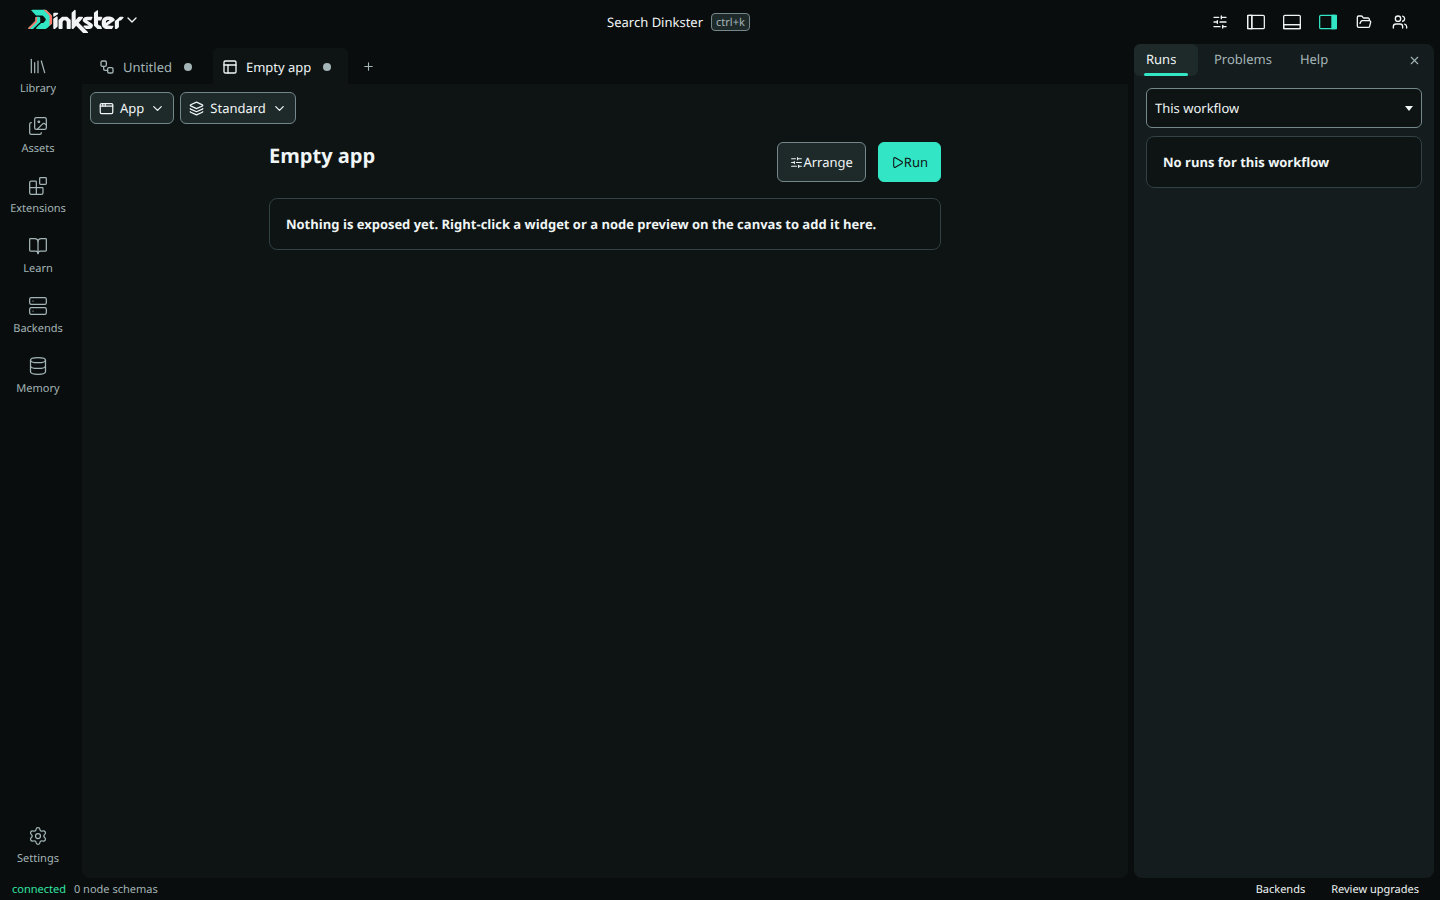 Dinkster
Search Dinkster ctrl+k
Library
Assets
Extensions
Learn
Backends
Memory
Settings
Untitled
Empty app
App
Standard
Empty app
Arrange
Run
Nothing is exposed yet. Right-click a widget or a node preview on the canvas to add it here.
Runs
Problems
Help
This workflow
No runs for this workflow
connected
0 node schemas
Backends
Review upgrades